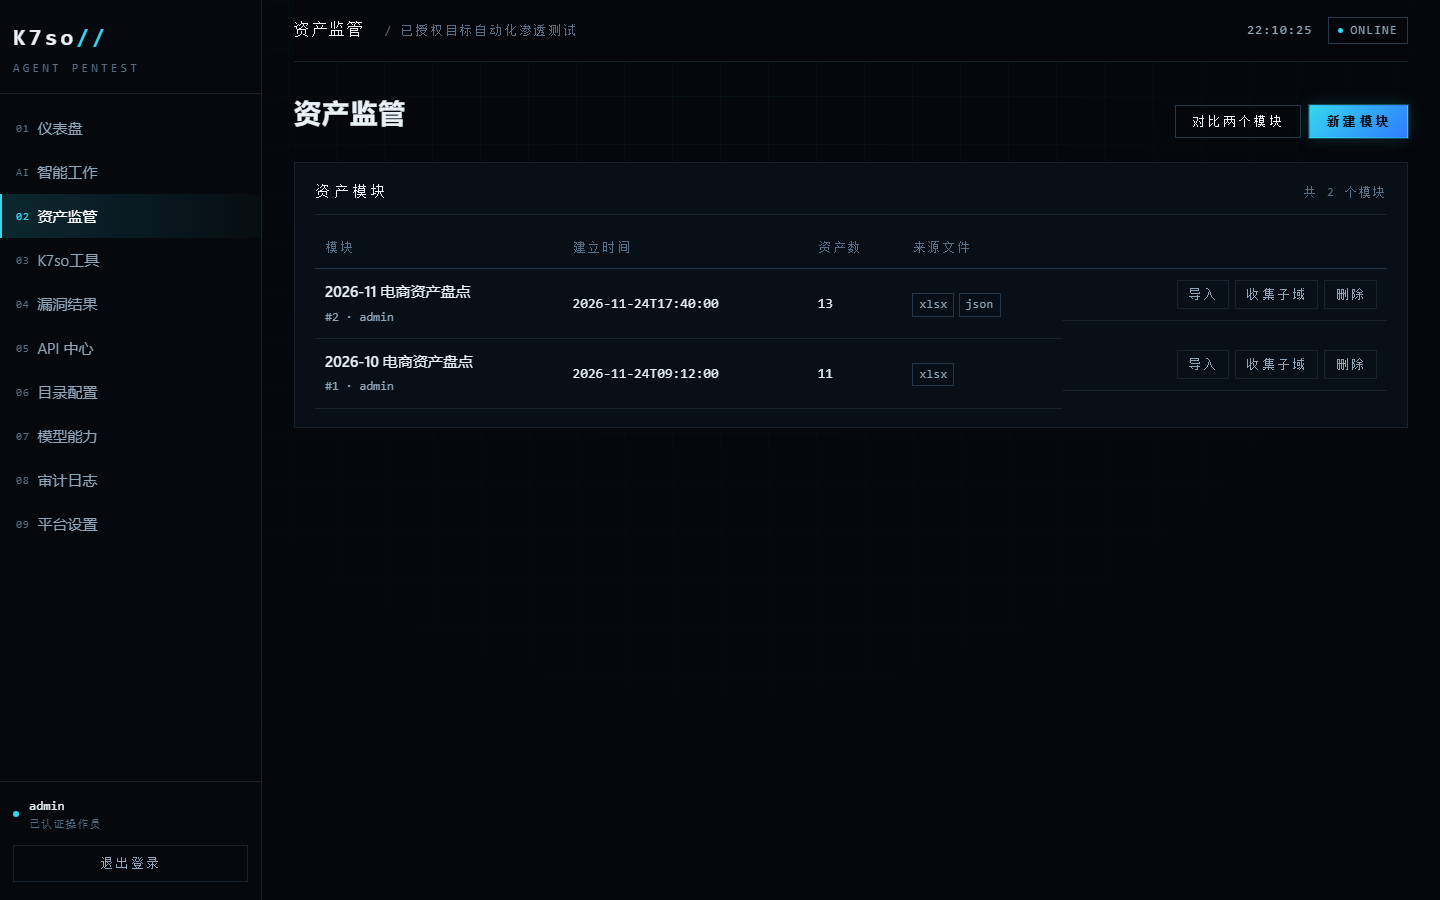 K7so//
AGENT PENTEST
01 仪表盘
AI 智能工作
02 资产监管
03 K7so工具
04 漏洞结果
05 API 中心
06 目录配置
07 模型能力
08 审计日志
09 平台设置
admin
已认证操作员
退出登录
资产监管 / 已授权目标自动化渗透测试
22:10:25 ONLINE
资产监管
对比两个模块 新建模块
资产模块 共 2 个模块
模块 建立时间 资产数 来源文件
2026-11 电商资产盘点
#2 · admin
2026-11-24T17:40:00 13 xlsx json 导入 收集子域 删除
2026-10 电商资产盘点
#1 · admin
2026-11-24T09:12:00 11 xlsx 导入 收集子域 删除